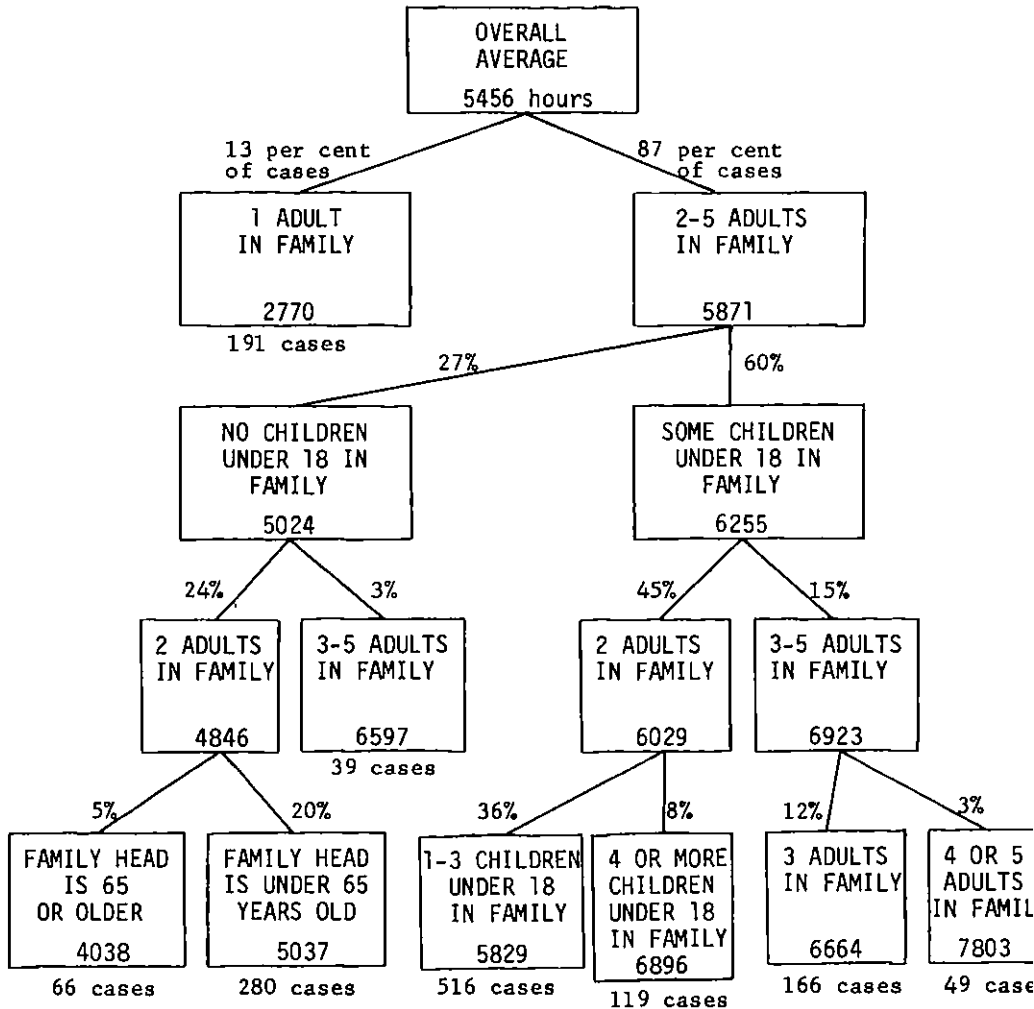 OVERALL
AVERAGE
5456 hours
13 per cent
of cases
87 per cent
of cases
1 ADULT
IN FAMILY
2770
191 cases
2-5 ADULTS
IN FAMILY
5871
27%
60%
NO CHILDREN
UNDER 18 IN
FAMILY
5024
SOME CHILDREN
UNDER 18 IN
FAMILY
6255
24%
3%
45%
15%
2 ADULTS
IN FAMILY
4846
3-5 ADULTS
IN FAMILY
6597
39 cases
2 ADULTS
IN FAMILY
6029
3-5 ADULTS
IN FAMILY
6923
5%
20%
36%
8%
12%
3%
FAMILY HEAD
IS 65
OR OLDER
4038
66 cases
FAMILY HEAD
IS UNDER 65
YEARS OLD
5037
280 cases
1-3 CHILDREN
UNDER 18
IN FAMILY
5829
516 cases
4 OR MORE
CHILDREN
UNDER 18
IN FAMILY
6896
119 cases
3 ADULTS
IN FAMILY
6664
166 cases
4 OR 5
ADULTS
IN FAMIL
7803
49 case